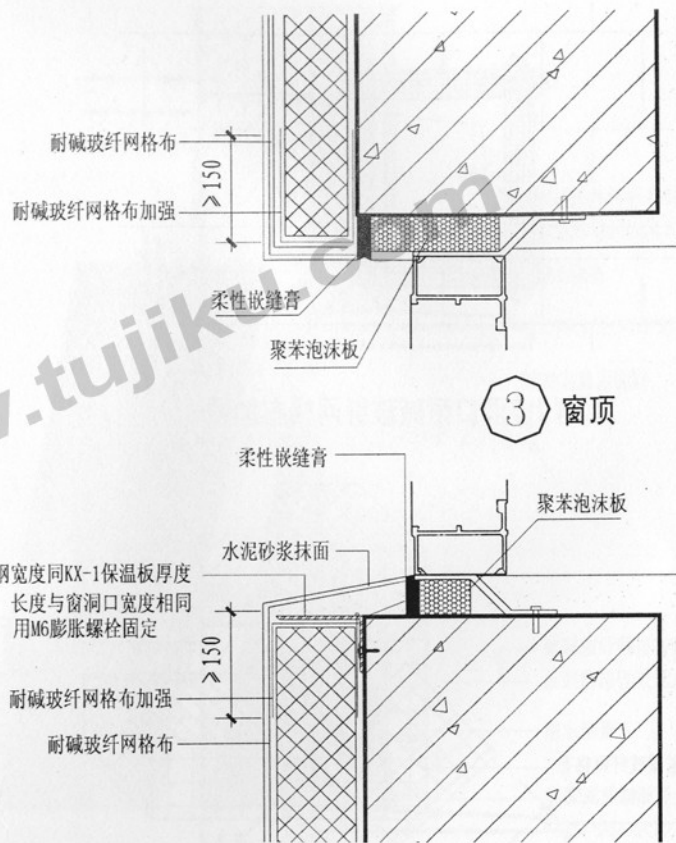 耐碱玻纤网格布
≥150
耐碱玻纤网格布加强
柔性嵌缝膏
聚苯泡沫板
3 窗顶
柔性嵌缝膏
聚苯泡沫板
水泥砂浆抹面
钢宽度同KX-1保温板厚度
长度与窗洞口宽度相同
用M6膨胀螺栓固定
≥150
耐碱玻纤网格布加强
耐碱玻纤网格布
w.tujiku.com